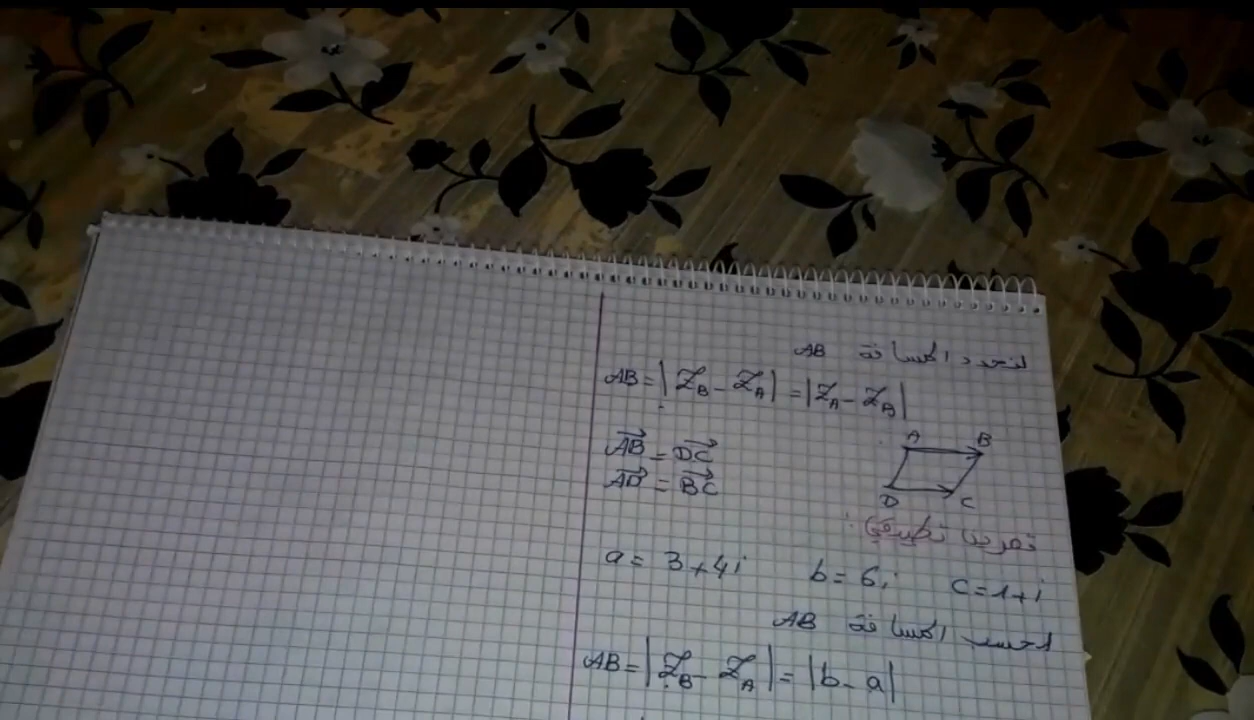 لنحدد المسافة AB
AB = |Z_B - Z_A| = |Z_A - Z_B|
A B
AB→ = DC→
AD→ = BC→
D C
تمرين تطبيقي :
a = 3+4i b = 6i c = 1+i
احسب المسافة AB
AB = |Z_B - Z_A| = |b - a|